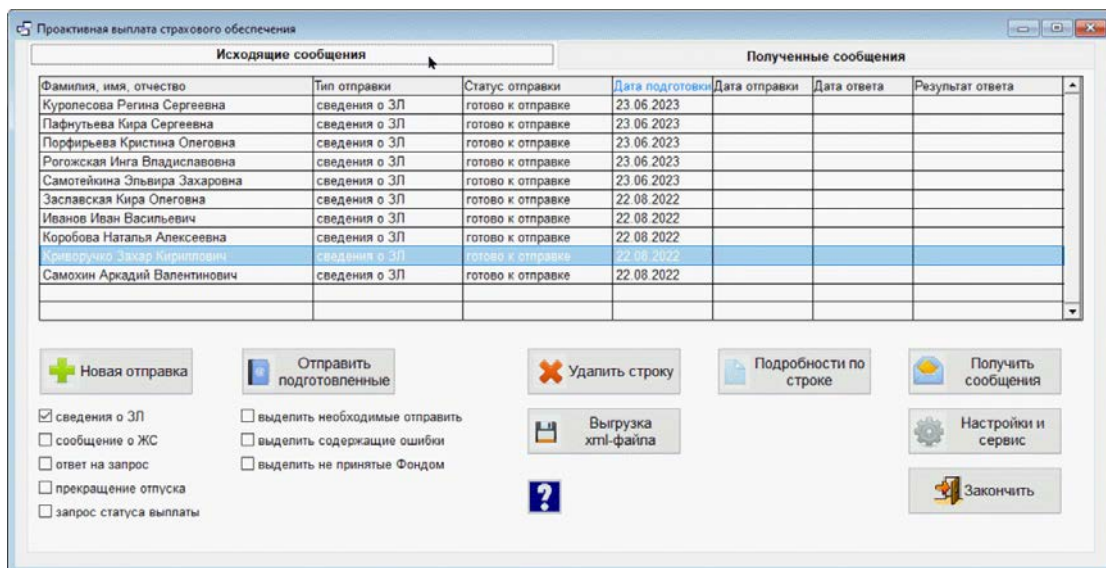 Проактивная выплата страхового обеспечения
Исходящие сообщения
Полученные сообщения
Фамилия, имя, отчество Тип отправки Статус отправки Дата подготовки Дата отправки Дата ответа Результат ответа
Куролесова Регина Сергеевна сведения о ЗЛ готово к отправке 23.06.2023
Пафнутьева Кира Сергеевна сведения о ЗЛ готово к отправке 23.06.2023
Порфирьева Кристина Олеговна сведения о ЗЛ готово к отправке 23.06.2023
Рогожская Инга Владиславовна сведения о ЗЛ готово к отправке 23.06.2023
Самотейкина Эльвира Захаровна сведения о ЗЛ готово к отправке 23.06.2023
Заславская Кира Олеговна сведения о ЗЛ готово к отправке 22.08.2022
Иванов Иван Васильевич сведения о ЗЛ готово к отправке 22.08.2022
Коробова Наталья Алексеевна сведения о ЗЛ готово к отправке 22.08.2022
Криворучко Захар Кириллович сведения о ЗЛ готово к отправке 22.08.2022
Самохин Аркадий Валентинович сведения о ЗЛ готово к отправке 22.08.2022
Новая отправка
Отправить
подготовленные
Удалить строку
Подробности по
строке
Получить
сообщения
сведения о ЗЛ
сообщение о ЖС
ответ на запрос
прекращение отпуска
запрос статуса выплаты
выделить необходимые отправить
выделить содержащие ошибки
выделить не принятые Фондом
Выгрузка
xml-файла
?
Настройки и
сервис
Закончить